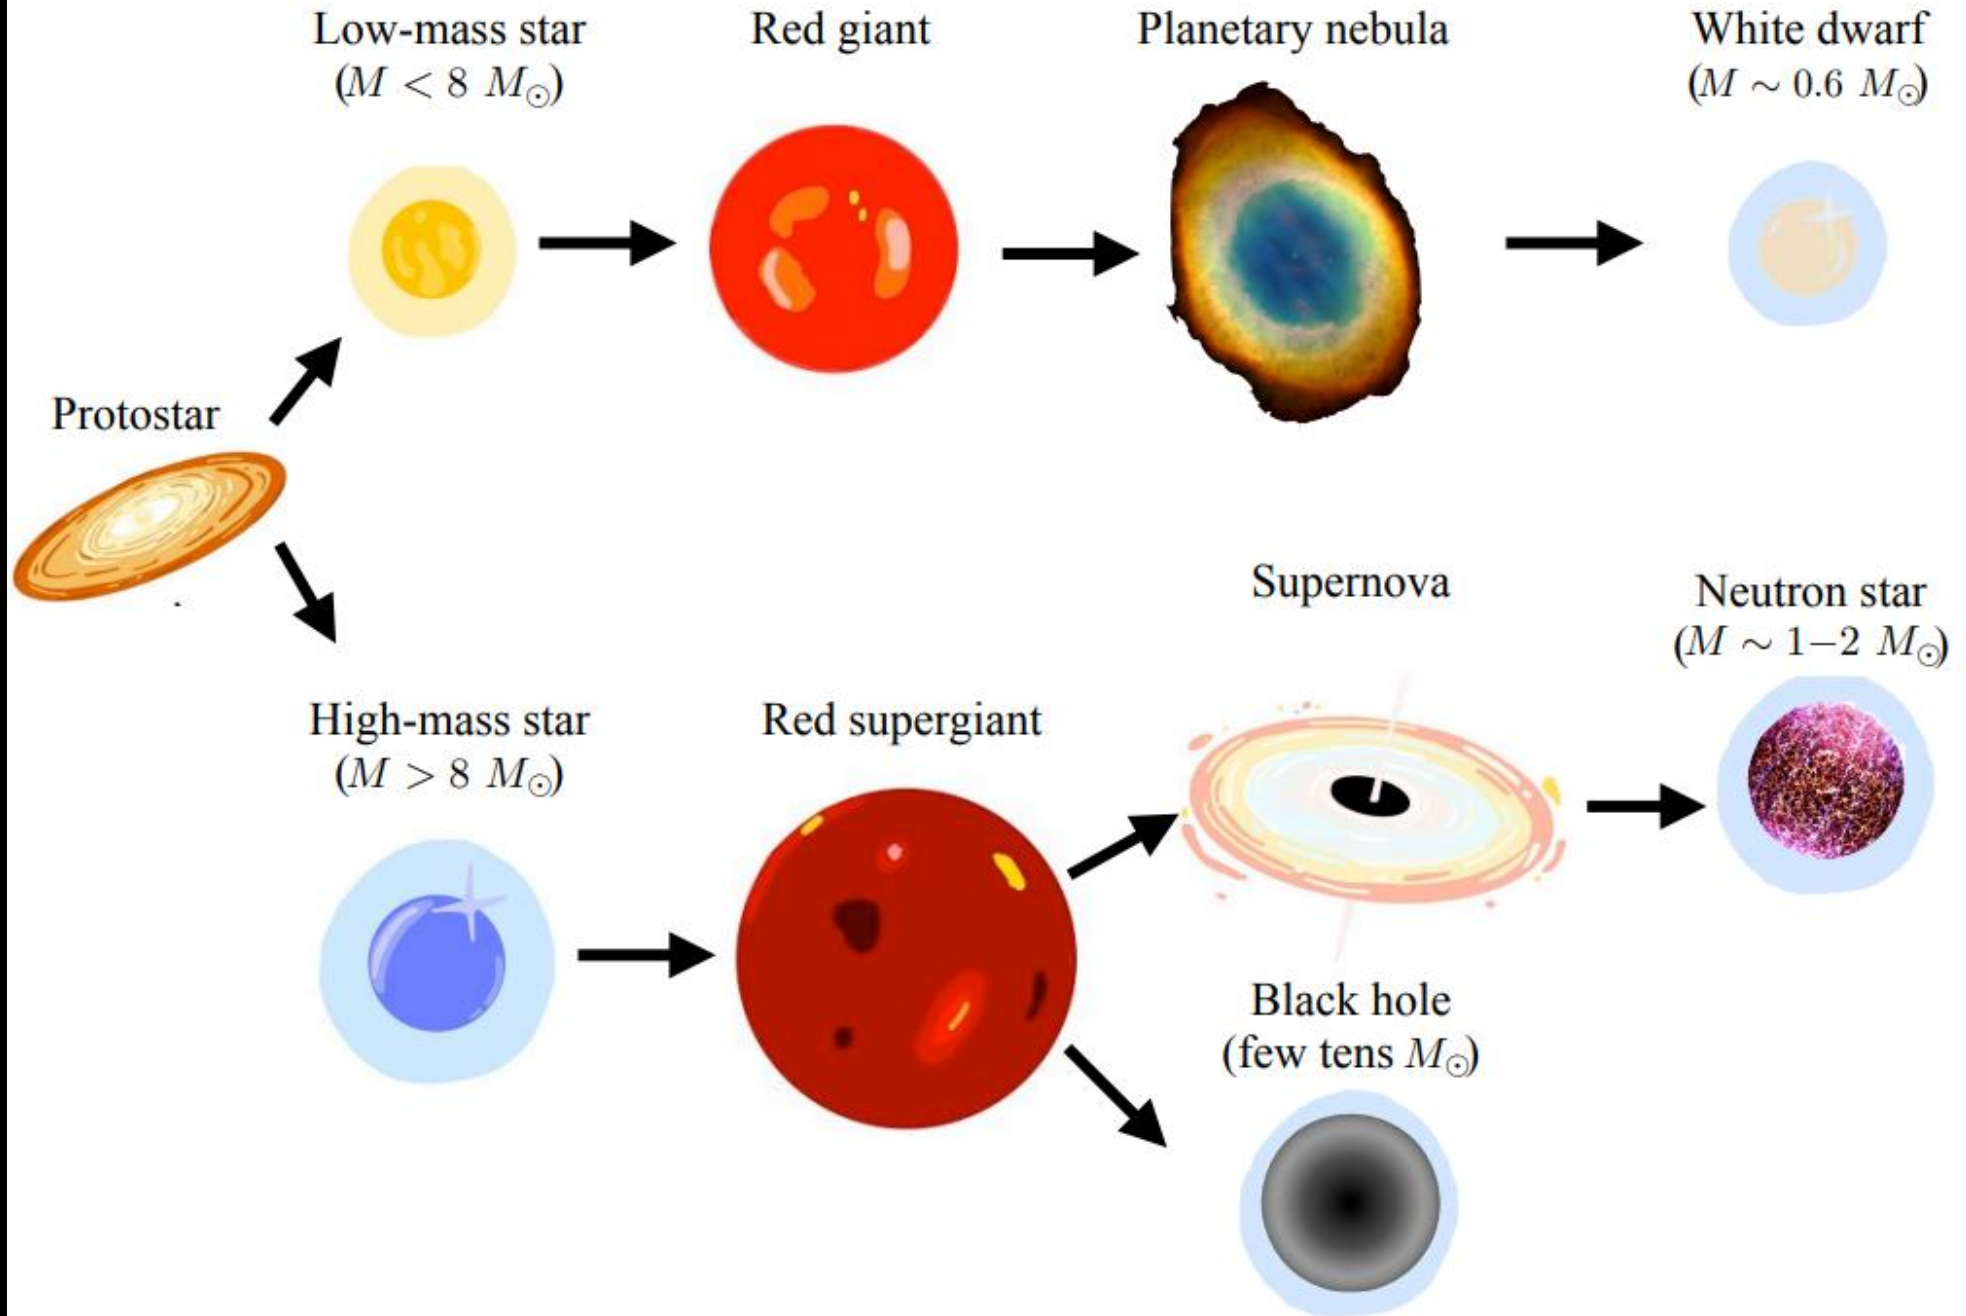 Low-mass star
(M < 8 M⊙)
Red giant
Planetary nebula
White dwarf
(M ∼ 0.6 M⊙)
Protostar
Supernova
Neutron star
(M ∼ 1−2 M⊙)
High-mass star
(M > 8 M⊙)
Red supergiant
Black hole
(few tens M⊙)